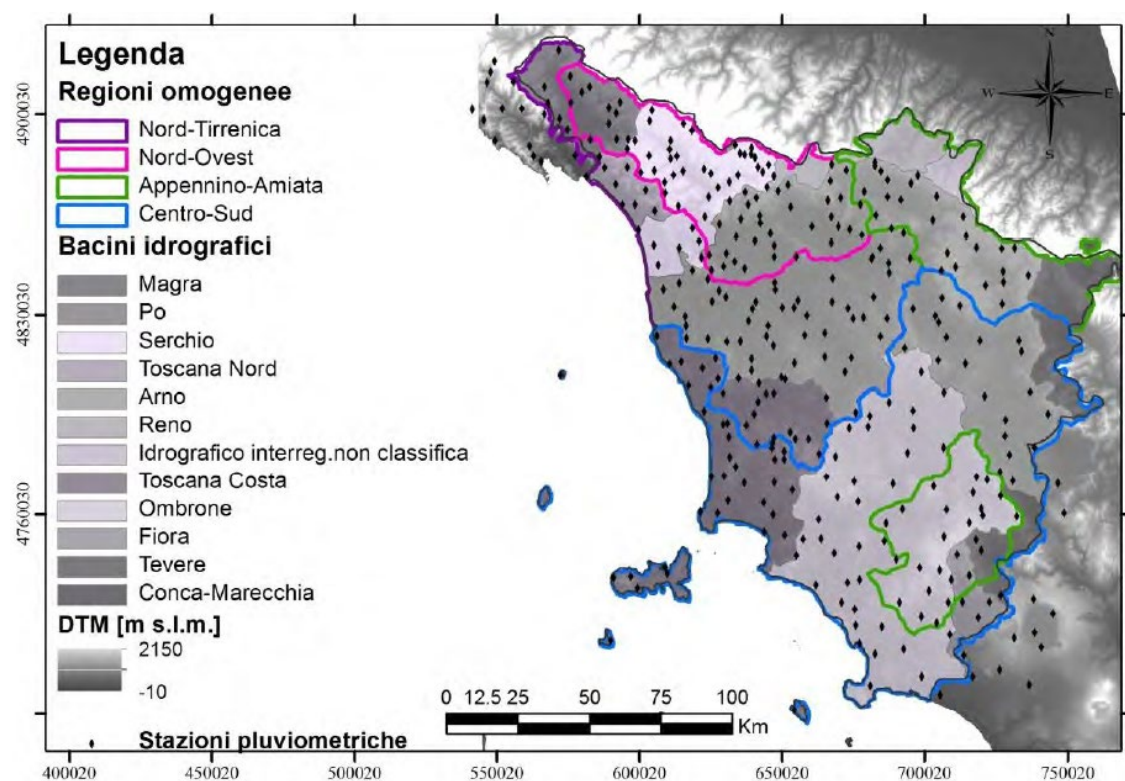 Legenda
Regioni omogenee
Nord-Tirrenica
Nord-Ovest
Appennino-Amiata
Centro-Sud
Bacini idrografici
Magra
Po
Serchio
Toscana Nord
Arno
Reno
Idrografico interreg.non classifica
Toscana Costa
Ombrone
Fiora
Tevere
Conca-Marecchia
DTM [m s.l.m.]
2150
-10
Stazioni pluviometriche
N
W E
S
0 12.5 25 50 75 100
Km
4900030
4830030
4760030
400020 450020 500020 550020 600020 650020 700020 750020